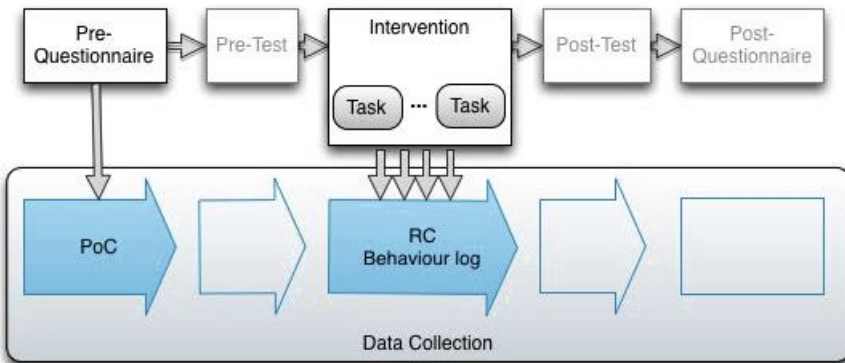 Pre-
Questionnaire
Pre-Test
Intervention
Task
...
Task
Post-Test
Post-
Questionnaire
PoC
RC
Behaviour log
Data Collection